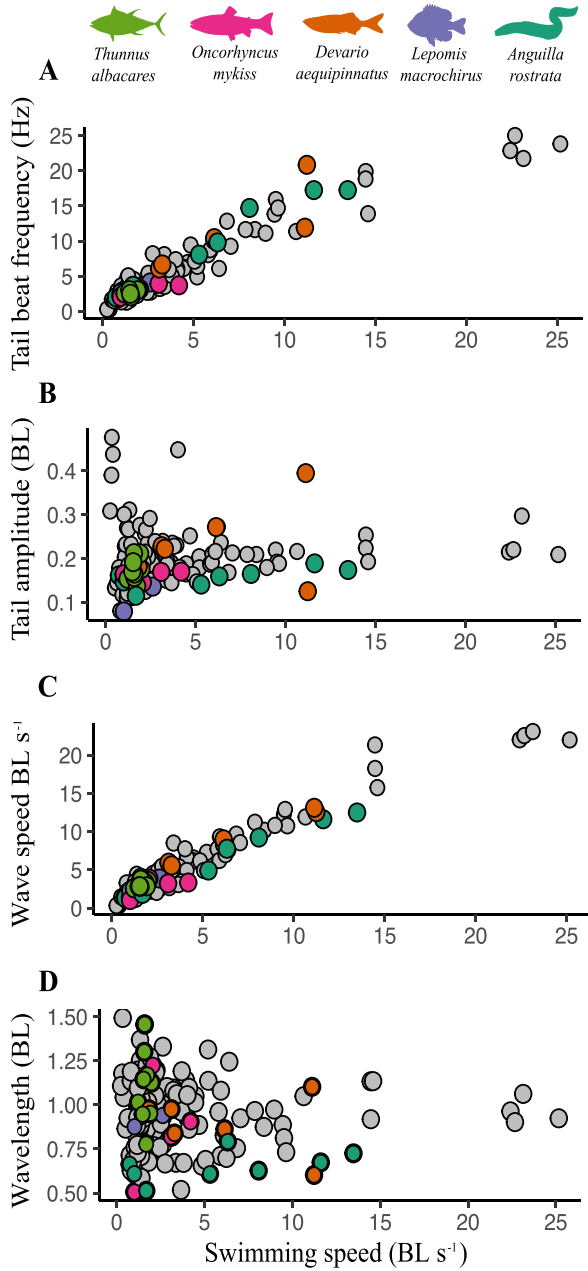 Thunnus
albacares
Oncorhyncus
mykiss
Devario
aequipinnatus
Lepomis
macrochirus
Anguilla
rostrata
A
Tail beat frequency (Hz)
25
20
15
10
5
0
0 5 10 15 20 25
B
Tail amplitude (BL)
0.4
0.3
0.2
0.1
0 5 10 15 20 25
C
Wave speed BL s⁻¹
20
15
10
5
0
0 5 10 15 20 25
D
Wavelength (BL)
1.50
1.25
1.00
0.75
0.50
0 5 10 15 20 25
Swimming speed (BL s⁻¹)